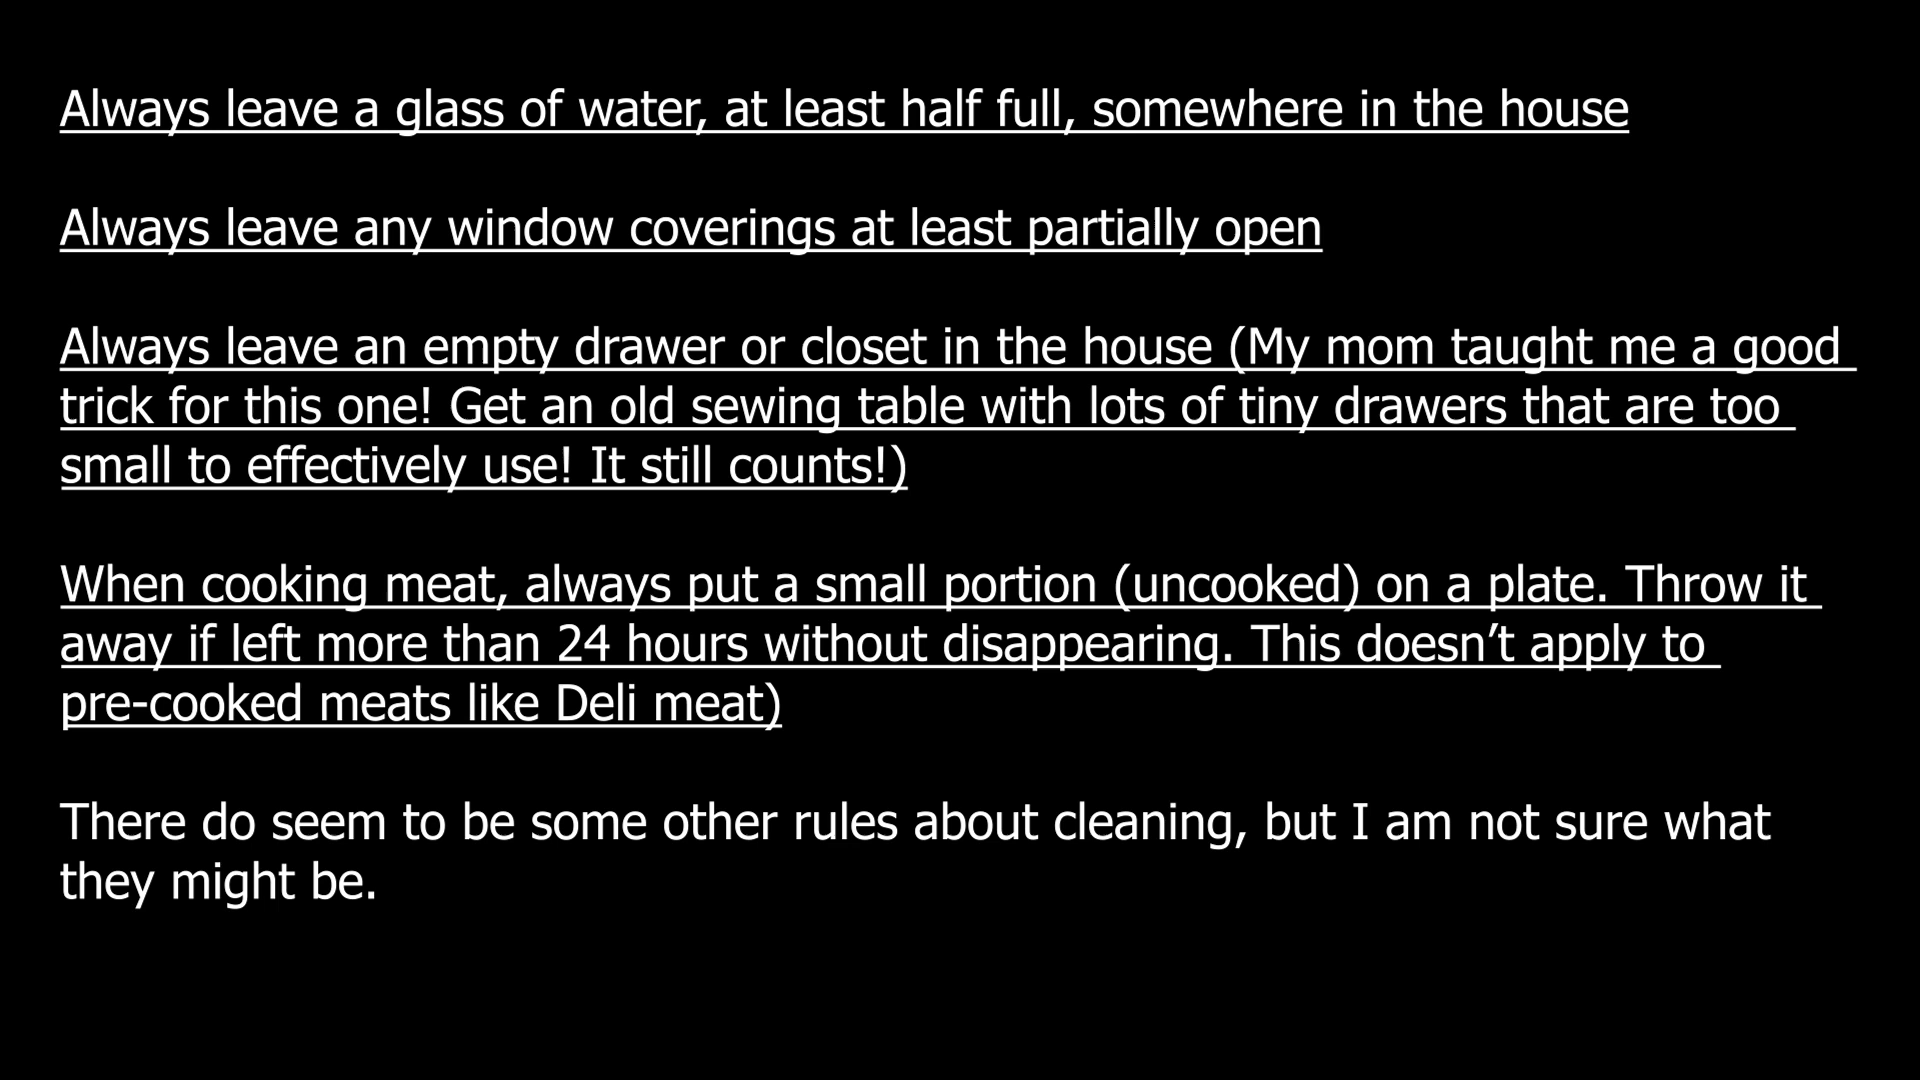 Always leave a glass of water, at least half full, somewhere in the house
Always leave any window coverings at least partially open
Always leave an empty drawer or closet in the house (My mom taught me a good
trick for this one! Get an old sewing table with lots of tiny drawers that are too
small to effectively use! It still counts!)
When cooking meat, always put a small portion (uncooked) on a plate. Throw it
away if left more than 24 hours without disappearing. This doesn’t apply to
pre-cooked meats like Deli meat)
There do seem to be some other rules about cleaning, but I am not sure what
they might be.